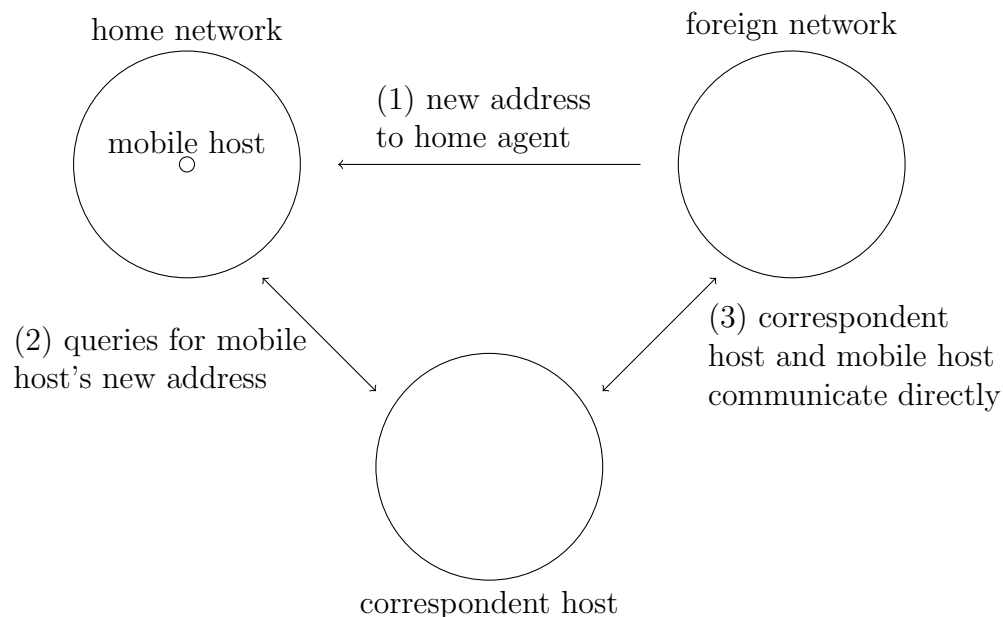 home network
foreign network
(1) new address
to home agent
mobile host
(2) queries for mobile
host's new address
(3) correspondent
host and mobile host
communicate directly
correspondent host